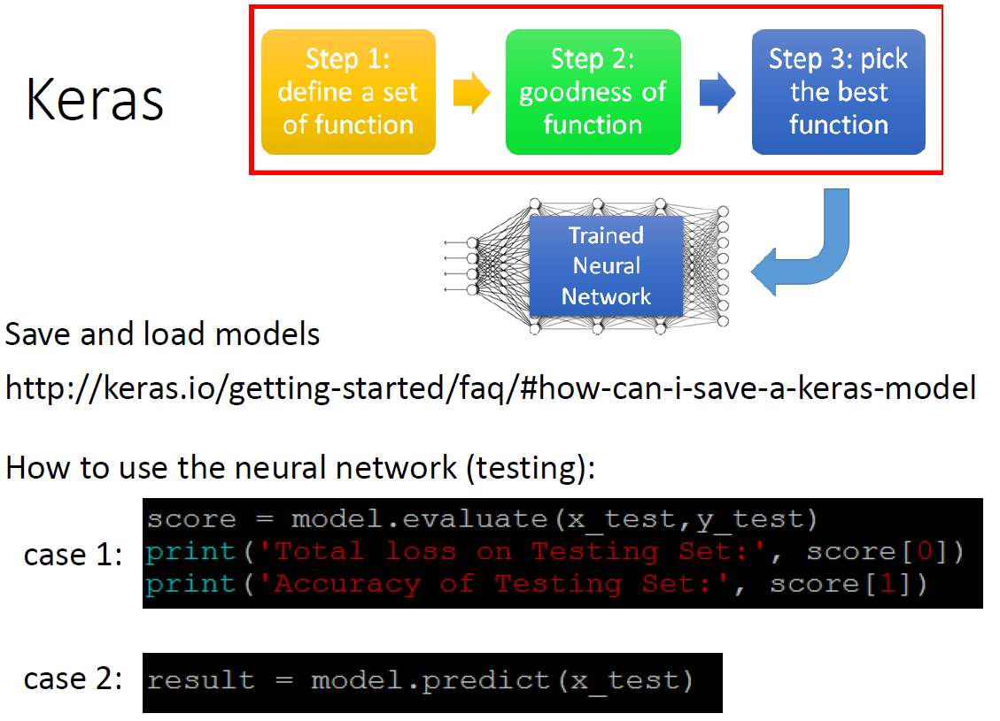 Keras
Step 1:
define a set
of function
Step 2:
goodness of
function
Step 3: pick
the best
function
Trained
Neural
Network
Save and load models
http://keras.io/getting-started/faq/#how-can-i-save-a-keras-model
How to use the neural network (testing):
case 1:
score = model.evaluate(x_test,y_test)
print('Total loss on Testing Set:', score[0])
print('Accuracy of Testing Set:', score[1])
case 2:
result = model.predict(x_test)